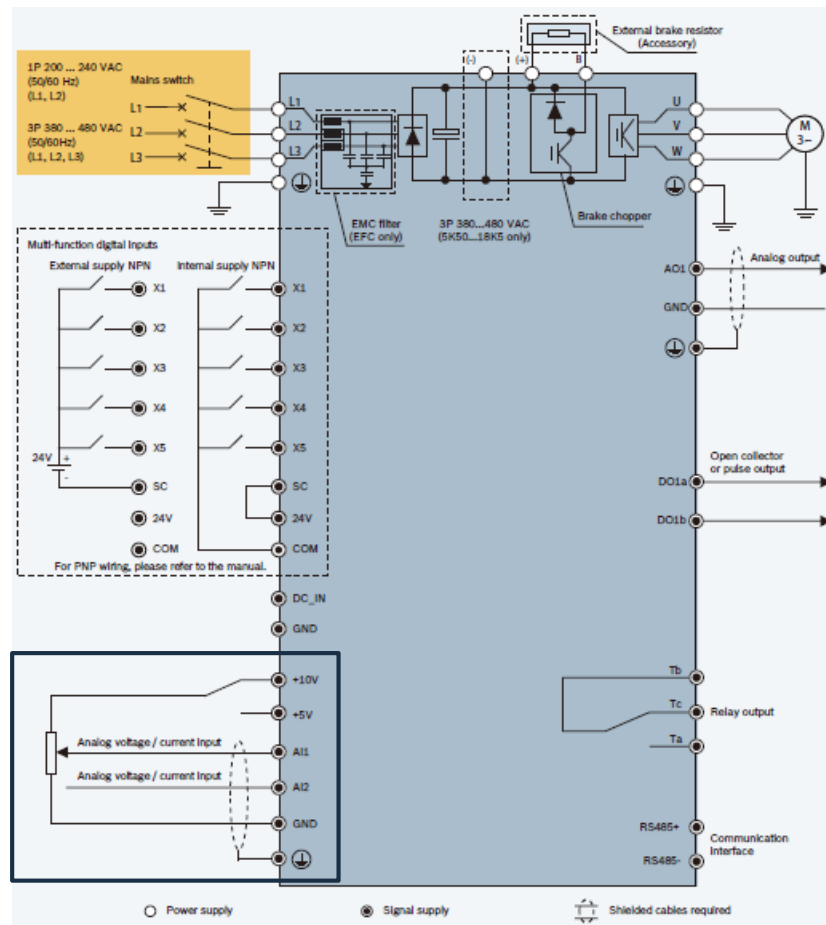 External brake resistor
(Accessory)
1P 200 ... 240 VAC
(50/60 Hz)
(L1, L2)
Mains switch
3P 380 ... 480 VAC
(50/60Hz)
(L1, L2, L3)
L1
L2
L3
L1
L2
L3
(-)
(+)
B
U
V
W
M
3~
EMC filter
(EFC only)
3P 380...480 VAC
(5K50...18K5 only)
Brake chopper
Multi-function digital inputs
External supply NPN
Internal supply NPN
X1
X2
X3
X4
X5
24V
+
-
SC
24V
COM
X1
X2
X3
X4
X5
SC
24V
COM
For PNP wiring, please refer to the manual.
AO1
Analog output
GND
Open collector
or pulse output
DO1a
DO1b
DC_IN
GND
+10V
+5V
Analog voltage / current input
AI1
Analog voltage / current input
AI2
GND
Tb
Tc
Relay output
Ta
RS485+
Communication
interface
RS485-
Power supply
Signal supply
Shielded cables required